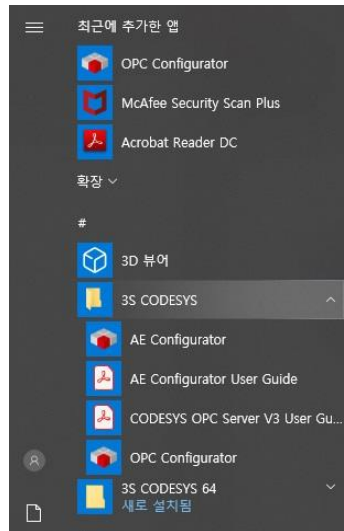 최근에 추가한 앱
OPC Configurator
McAfee Security Scan Plus
Acrobat Reader DC
확장
#
3D 뷰어
3S CODESYS
AE Configurator
AE Configurator User Guide
CODESYS OPC Server V3 User Gu...
OPC Configurator
3S CODESYS 64
새로 설치됨